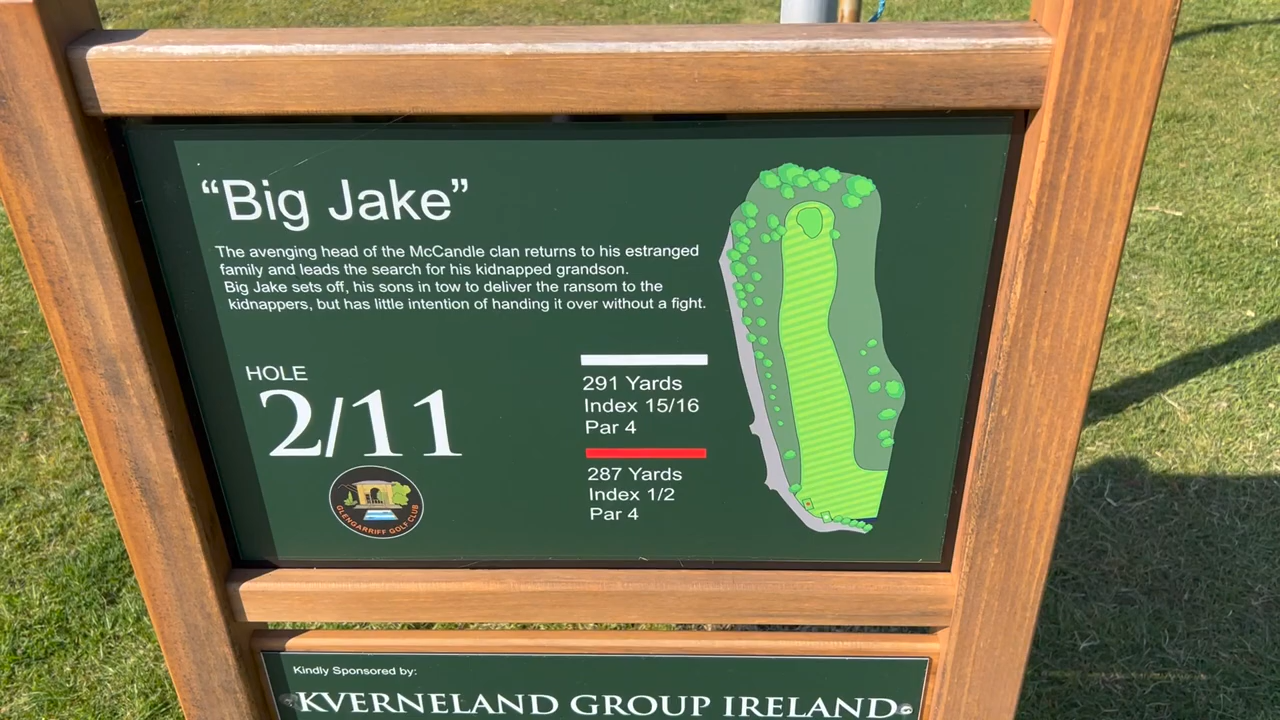 “Big Jake”
The avenging head of the McCandle clan returns to his estranged
family and leads the search for his kidnapped grandson.
Big Jake sets off, his sons in tow to deliver the ransom to the
kidnappers, but has little intention of handing it over without a fight.
HOLE
2/11
291 Yards
Index 15/16
Par 4
287 Yards
Index 1/2
Par 4
GLENGARRIFF GOLF CLUB
Kindly Sponsored by:
KVERNELAND GROUP IRELAND